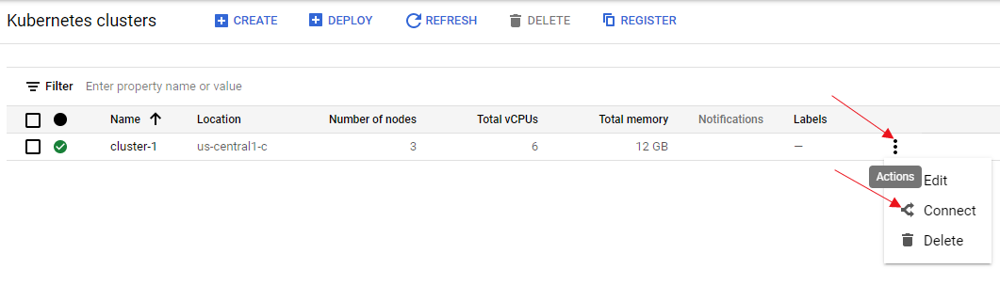 Kubernetes clusters CREATE DEPLOY REFRESH DELETE REGISTER
Filter Enter property name or value
Name Location Number of nodes Total vCPUs Total memory Notifications Labels
cluster-1 us-central1-c 3 6 12 GB —
Actions Edit
Connect
Delete